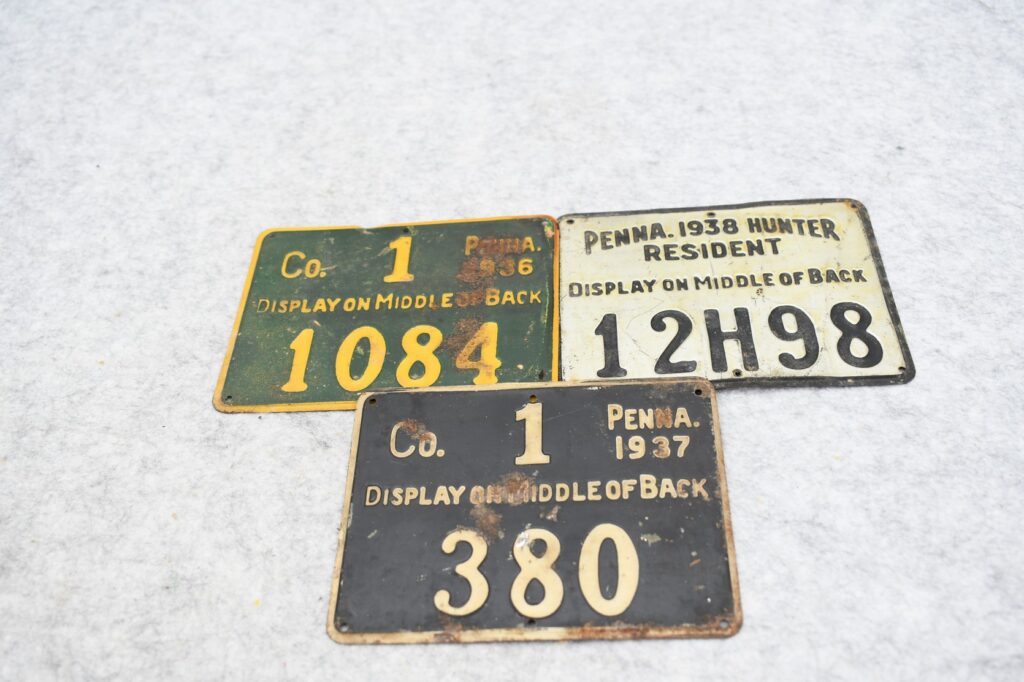 Co. 1 PENNA.
1936
DISPLAY ON MIDDLE OF BACK
1084
PENNA. 1938 HUNTER
RESIDENT
DISPLAY ON MIDDLE OF BACK
12H98
Co. 1 PENNA.
1937
DISPLAY ON MIDDLE OF BACK
380